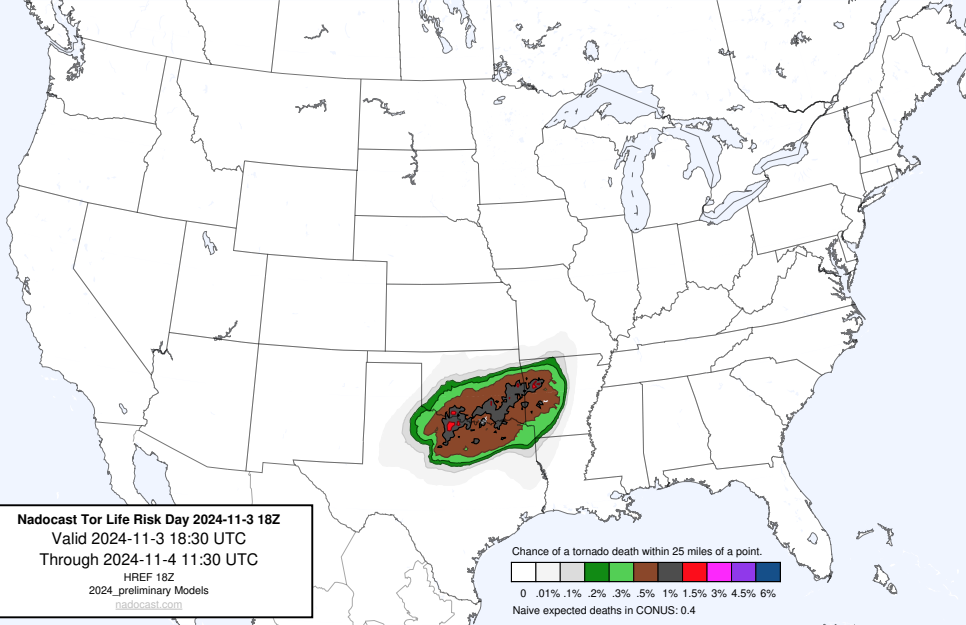 Nadocast Tor Life Risk Day 2024-11-3 18Z
Valid 2024-11-3 18:30 UTC
Through 2024-11-4 11:30 UTC
HREF 18Z
2024_preliminary Models
nadocast.com
Chance of a tornado death within 25 miles of a point.
0 .01% .1% .2% .3% .5% 1% 1.5% 3% 4.5% 6%
Naive expected deaths in CONUS: 0.4